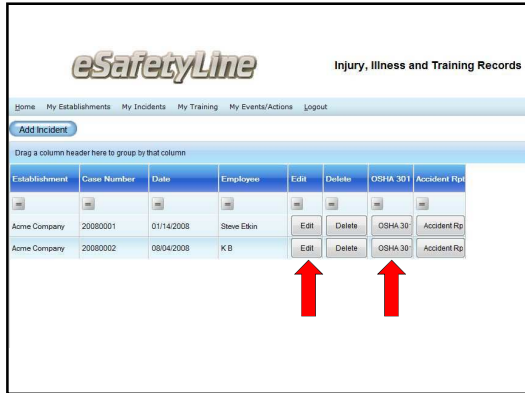 eSafetyLine
Injury, Illness and Training Records
Home My Establishments My Incidents My Training My Events/Actions Logout
Add Incident
Drag a column header here to group by that column
Establishment Case Number Date Employee Edit Delete OSHA 301 Accident Rpt
= = = = = = = =
Acme Company 20080001 01/14/2008 Steve Etkin Edit Delete OSHA 30 Accident Rp
Acme Company 20080002 08/04/2008 K B Edit Delete OSHA 30 Accident Rp